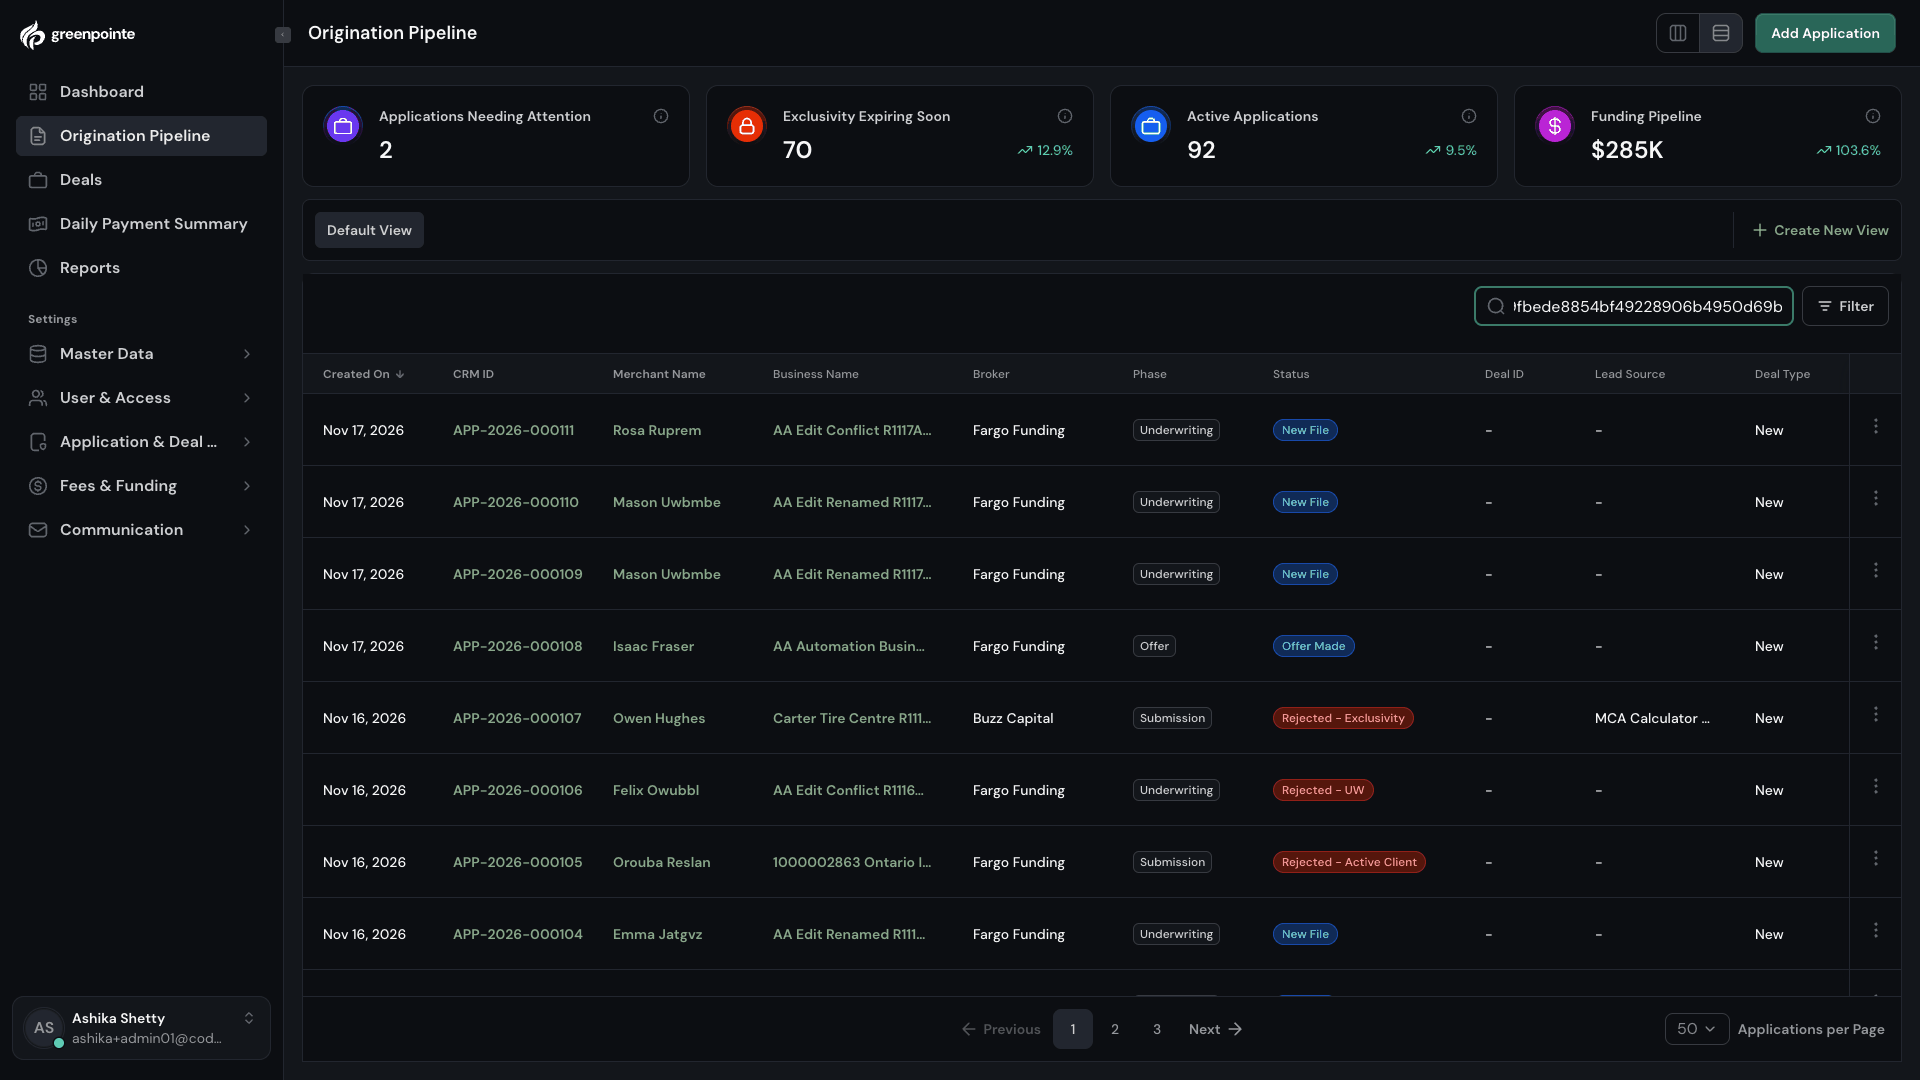 greenpointe
Origination Pipeline
Add Application
Dashboard
Origination Pipeline
Deals
Daily Payment Summary
Reports
Settings
Master Data
User & Access
Application & Deal ...
Fees & Funding
Communication
Applications Needing Attention
2
Exclusivity Expiring Soon
70
12.9%
Active Applications
92
9.5%
Funding Pipeline
$285K
103.6%
Default View
Create New View
fbede8854bf49228906b4950d69b
Filter
Created On CRM ID Merchant Name Business Name Broker Phase Status Deal ID Lead Source Deal Type
Nov 17, 2026 APP-2026-000111 Rosa Ruprem AA Edit Conflict R1117A... Fargo Funding Underwriting New File - - New
Nov 17, 2026 APP-2026-000110 Mason Uwbmbe AA Edit Renamed R1117... Fargo Funding Underwriting New File - - New
Nov 17, 2026 APP-2026-000109 Mason Uwbmbe AA Edit Renamed R1117... Fargo Funding Underwriting New File - - New
Nov 17, 2026 APP-2026-000108 Isaac Fraser AA Automation Busin... Fargo Funding Offer Offer Made - - New
Nov 16, 2026 APP-2026-000107 Owen Hughes Carter Tire Centre R111... Buzz Capital Submission Rejected - Exclusivity - MCA Calculator ... New
Nov 16, 2026 APP-2026-000106 Felix Owubbl AA Edit Conflict R1116... Fargo Funding Underwriting Rejected - UW - - New
Nov 16, 2026 APP-2026-000105 Orouba Reslan 1000002863 Ontario I... Fargo Funding Submission Rejected - Active Client - - New
Nov 16, 2026 APP-2026-000104 Emma Jatgvz AA Edit Renamed R111... Fargo Funding Underwriting New File - - New
Previous 1 2 3 Next
50 Applications per Page
AS
Ashika Shetty
ashika+admin01@cod...